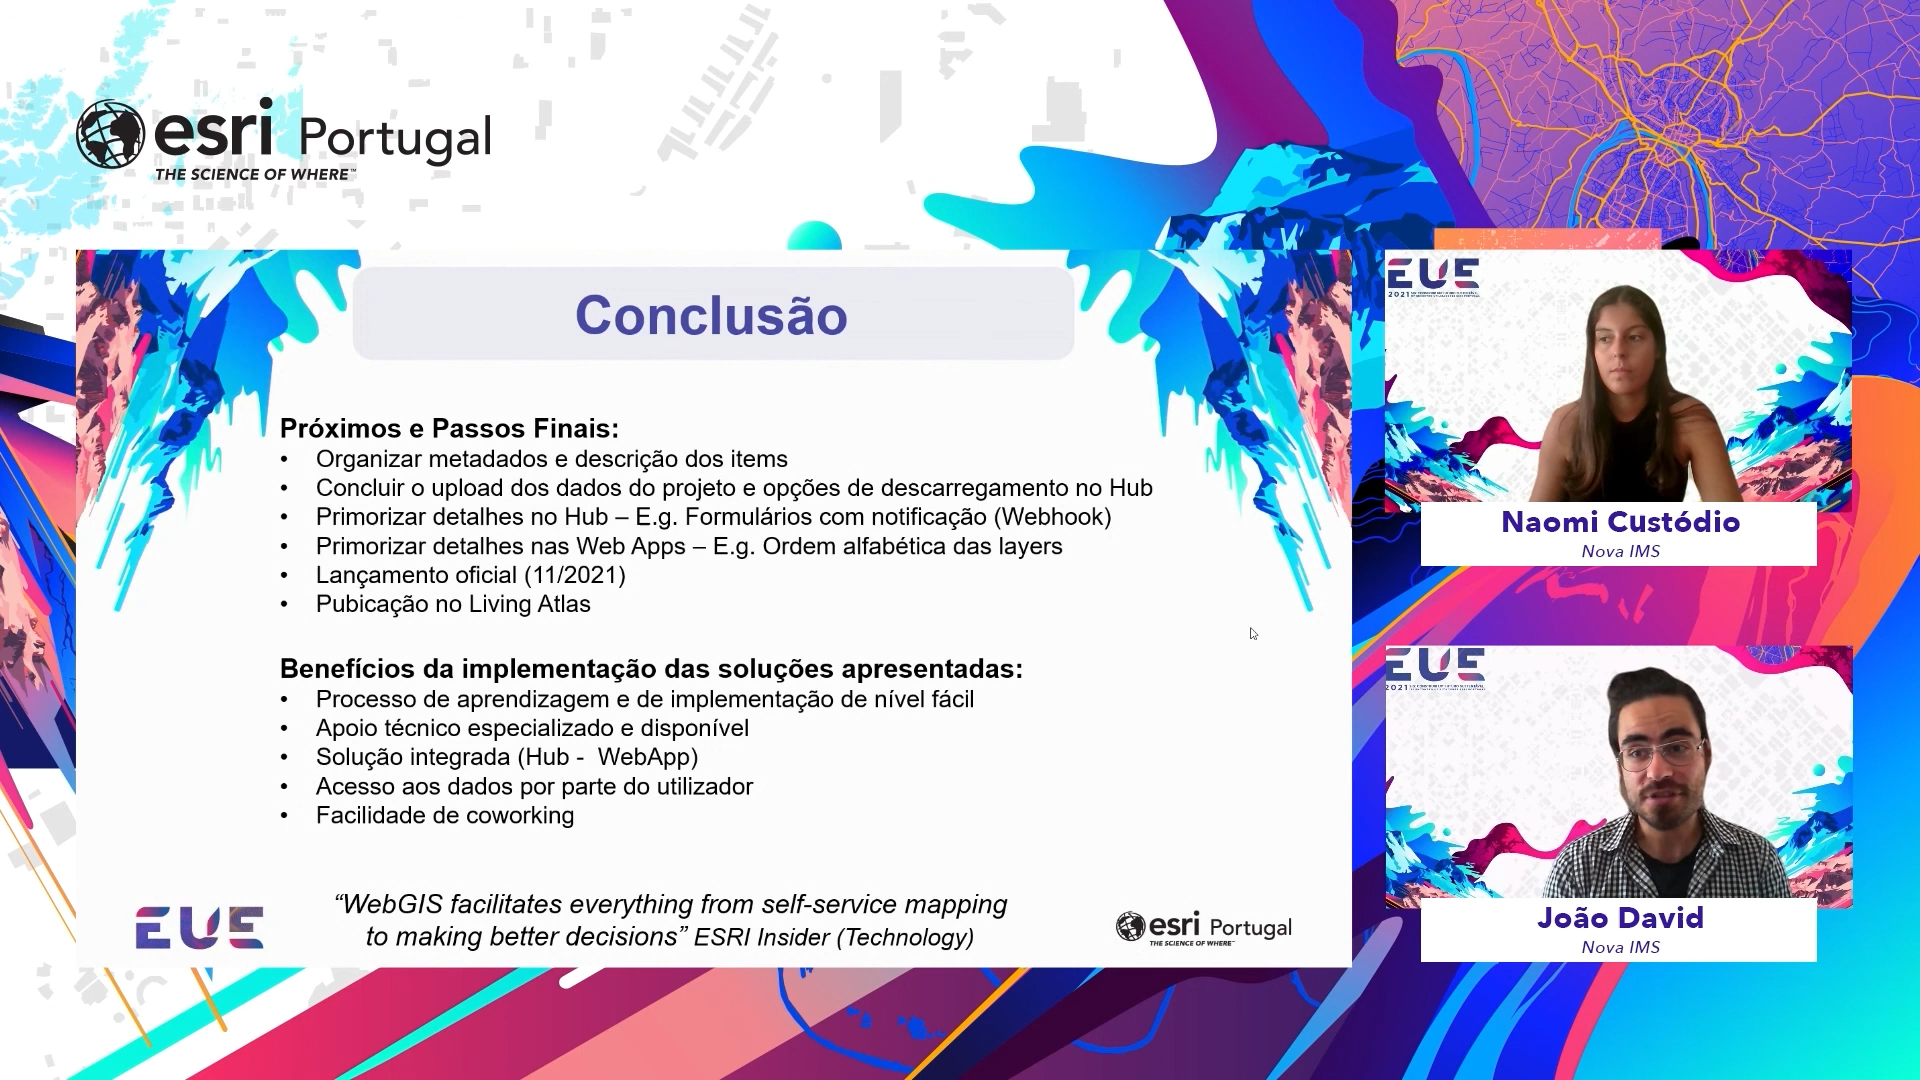 esri Portugal
THE SCIENCE OF WHERE™
Conclusão
Próximos e Passos Finais:
• Organizar metadados e descrição dos items
• Concluir o upload dos dados do projeto e opções de descarregamento no Hub
• Primorizar detalhes no Hub – E.g. Formulários com notificação (Webhook)
• Primorizar detalhes nas Web Apps – E.g. Ordem alfabética das layers
• Lançamento oficial (11/2021)
• Pubicação no Living Atlas
Benefícios da implementação das soluções apresentadas:
• Processo de aprendizagem e de implementação de nível fácil
• Apoio técnico especializado e disponível
• Solução integrada (Hub - WebApp)
• Acesso aos dados por parte do utilizador
• Facilidade de coworking
“WebGIS facilitates everything from self-service mapping
to making better decisions” ESRI Insider (Technology)
EUE
esri Portugal
THE SCIENCE OF WHERE™
EUE
2021
Naomi Custódio
Nova IMS
EUE
2021
João David
Nova IMS